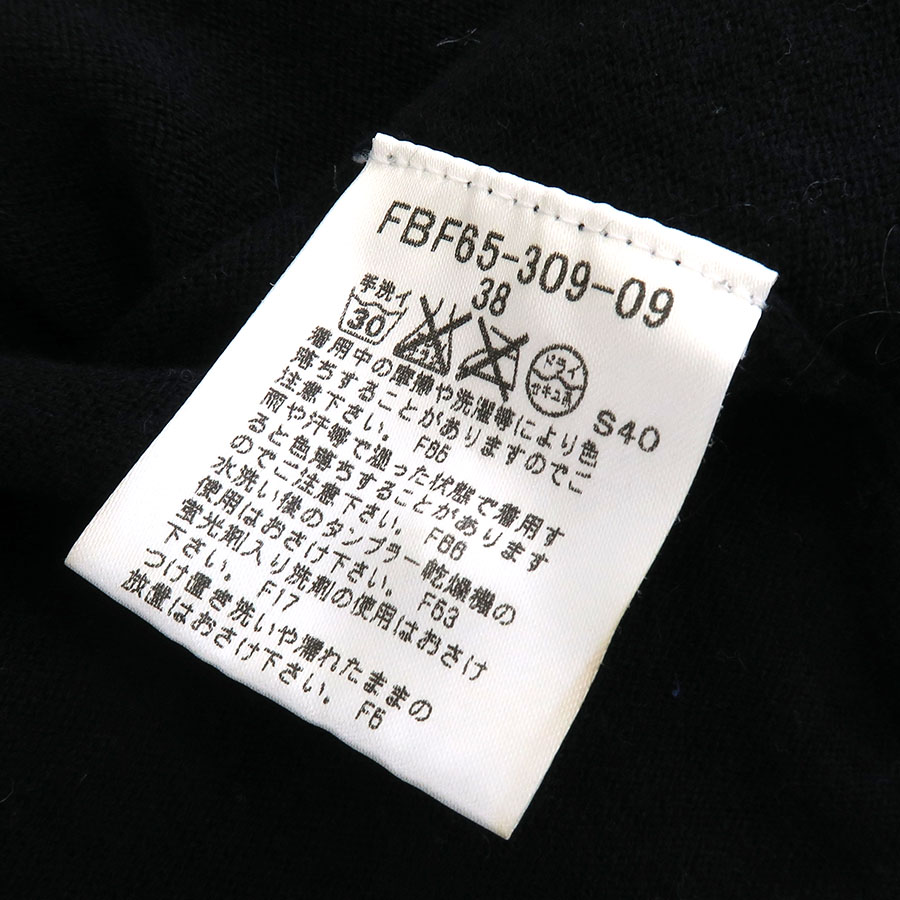 FBF65-309-09
38
手洗イ
30
ドライ
セキユ系
S40
着用中の摩擦や洗濯等により色
落ちすることがありますのでご
注意下さい。 F85
雨や汗等で湿った状態で着用す
ると色落ちすることがあります
のでご注意下さい。 F86
水洗い後のタンブラー乾燥機の
使用はおさけ下さい。 F53
蛍光剤入り洗剤の使用はおさけ
下さい。 F17
つけ置き洗いや濡れたままの
放置はおさけ下さい。 F6